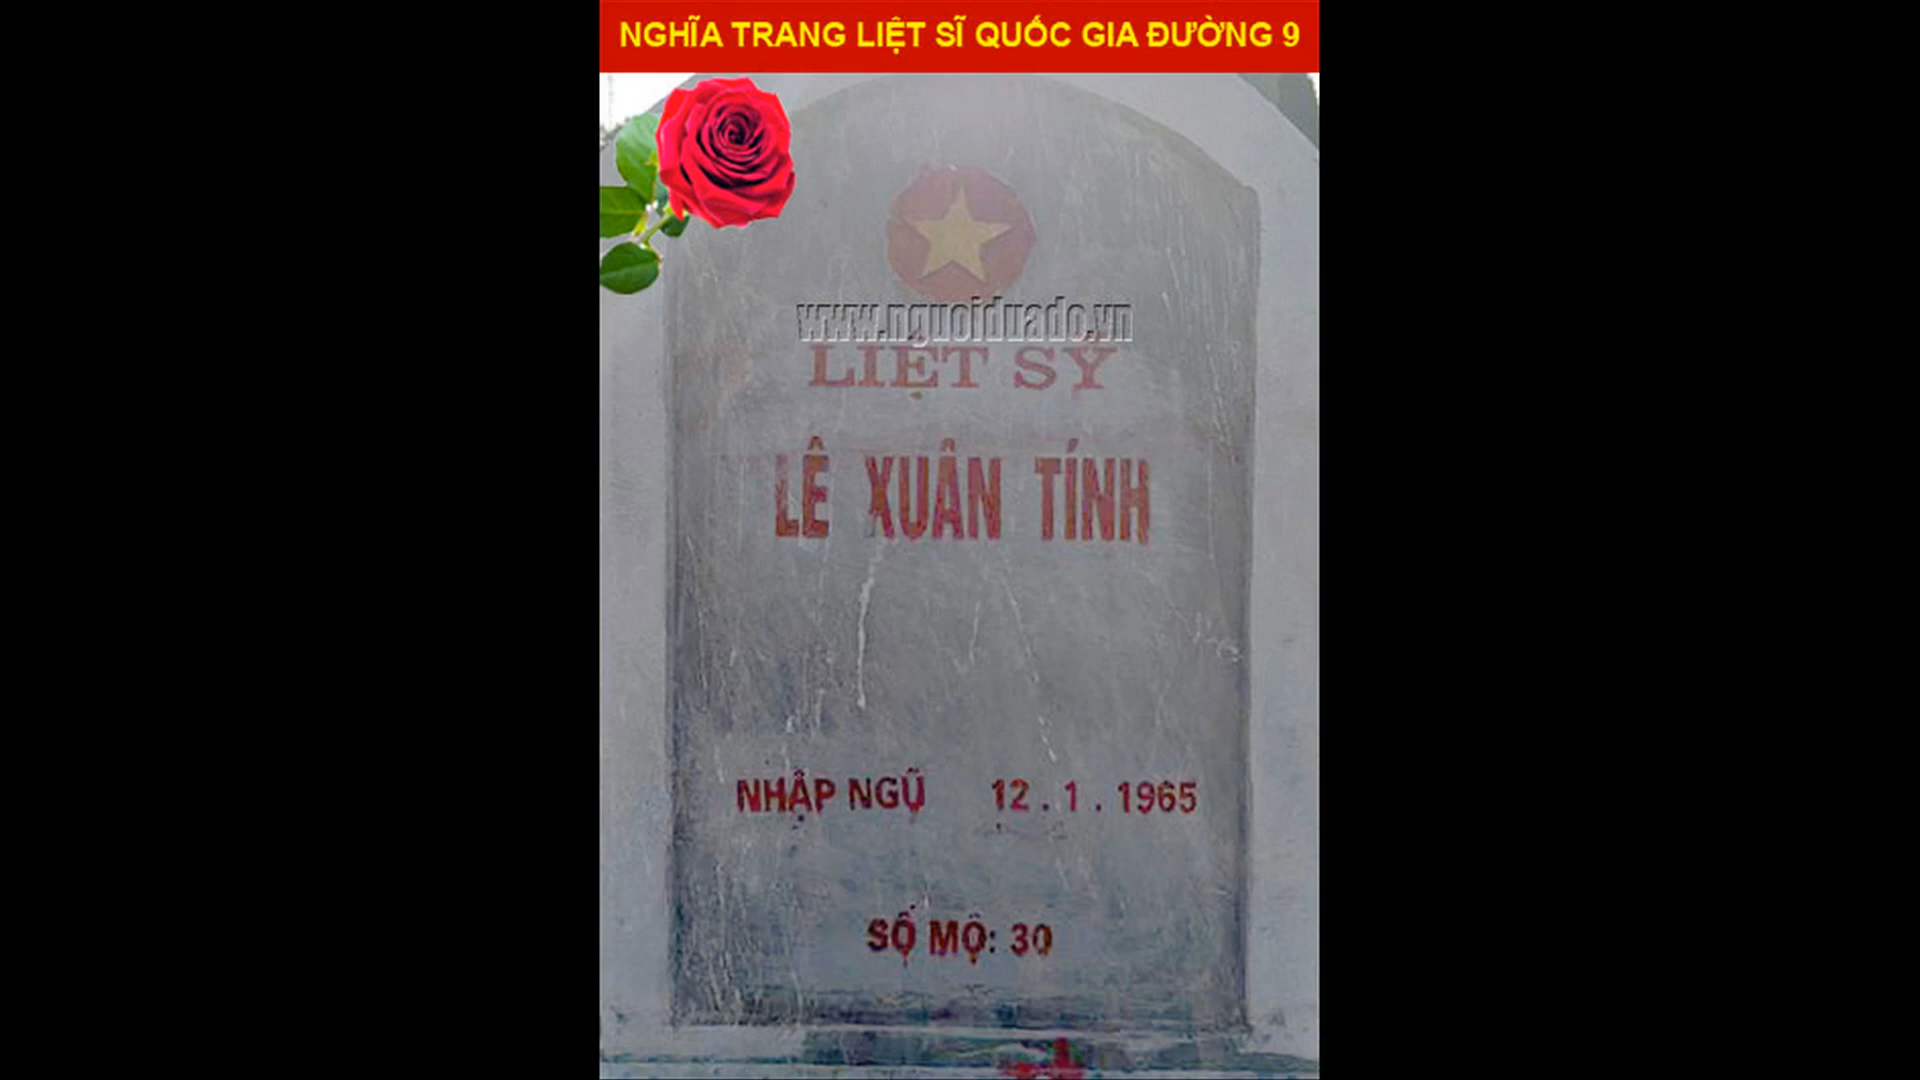 NGHĨA TRANG LIỆT SĨ QUỐC GIA ĐƯỜNG 9
www.nguoiduado.vn
LIỆT SỸ
LÊ XUÂN TÍNH
NHẬP NGŨ 12.1.1965
SỐ MỘ: 30